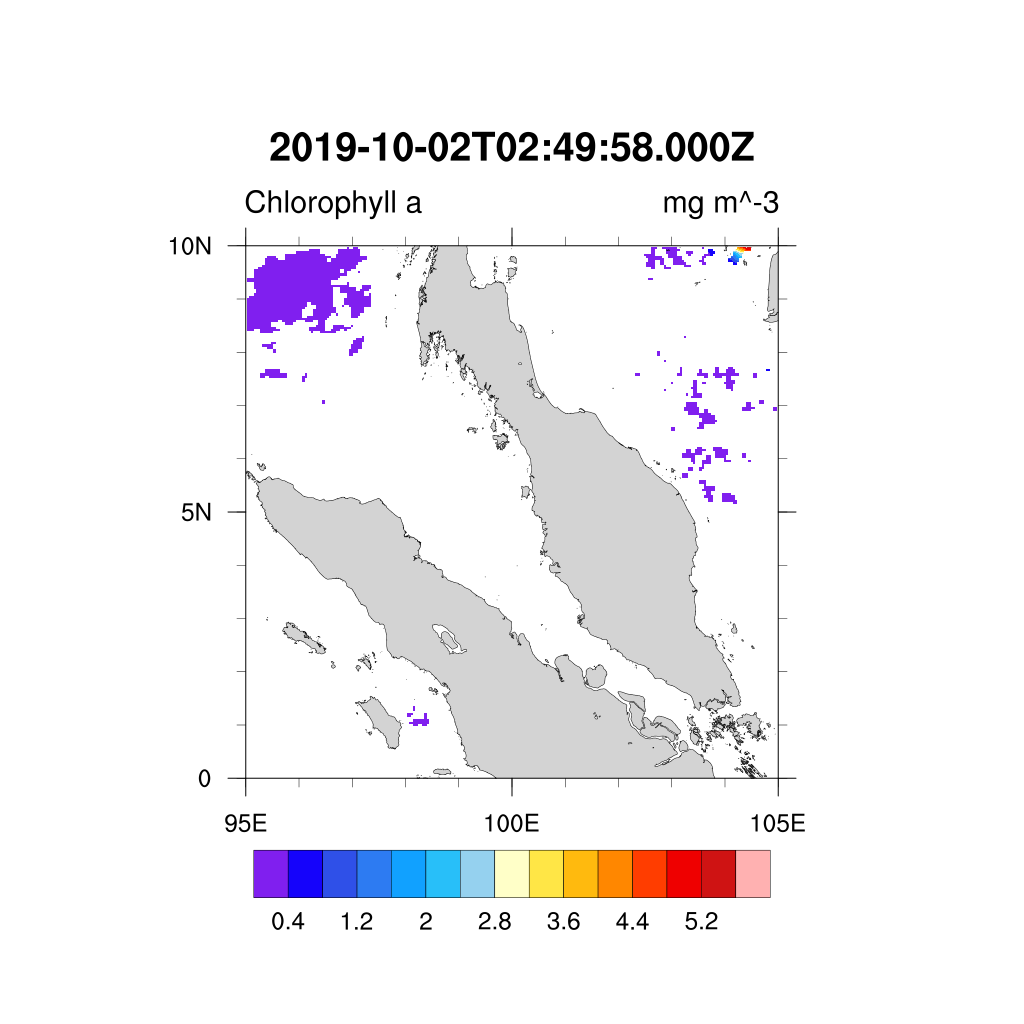 2019-10-02T02:49:58.000Z
Chlorophyll a mg m^-3
10N
5N
0
95E 100E 105E
0.4 1.2 2 2.8 3.6 4.4 5.2